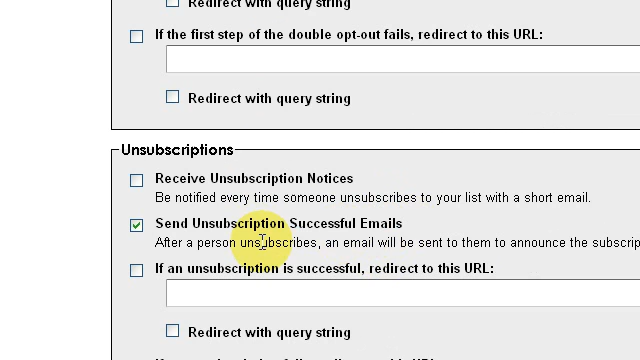 Redirect with query string
If the first step of the double opt-out fails, redirect to this URL:
Redirect with query string
Unsubscriptions
Receive Unsubscription Notices
Be notified every time someone unsubscribes to your list with a short email.
Send Unsubscription Successful Emails
After a person unsubscribes, an email will be sent to them to announce the subscrip
If an unsubscription is successful, redirect to this URL:
Redirect with query string